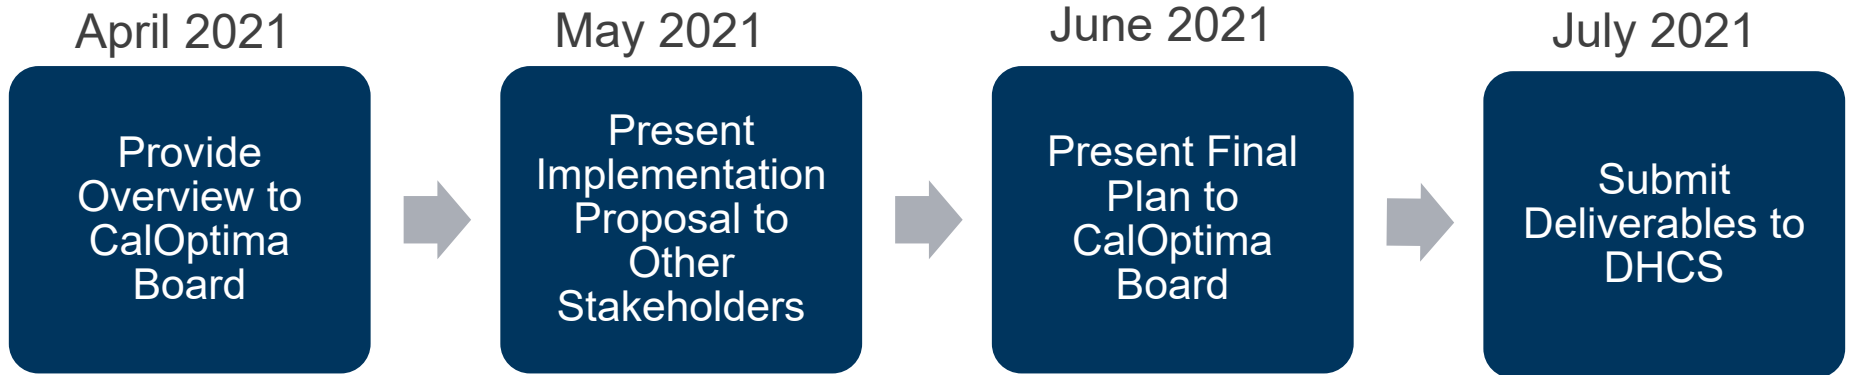 April 2021
Provide
Overview to
CalOptima
Board
May 2021
Present
Implementation
Proposal to
Other
Stakeholders
June 2021
Present Final
Plan to
CalOptima
Board
July 2021
Submit
Deliverables to
DHCS